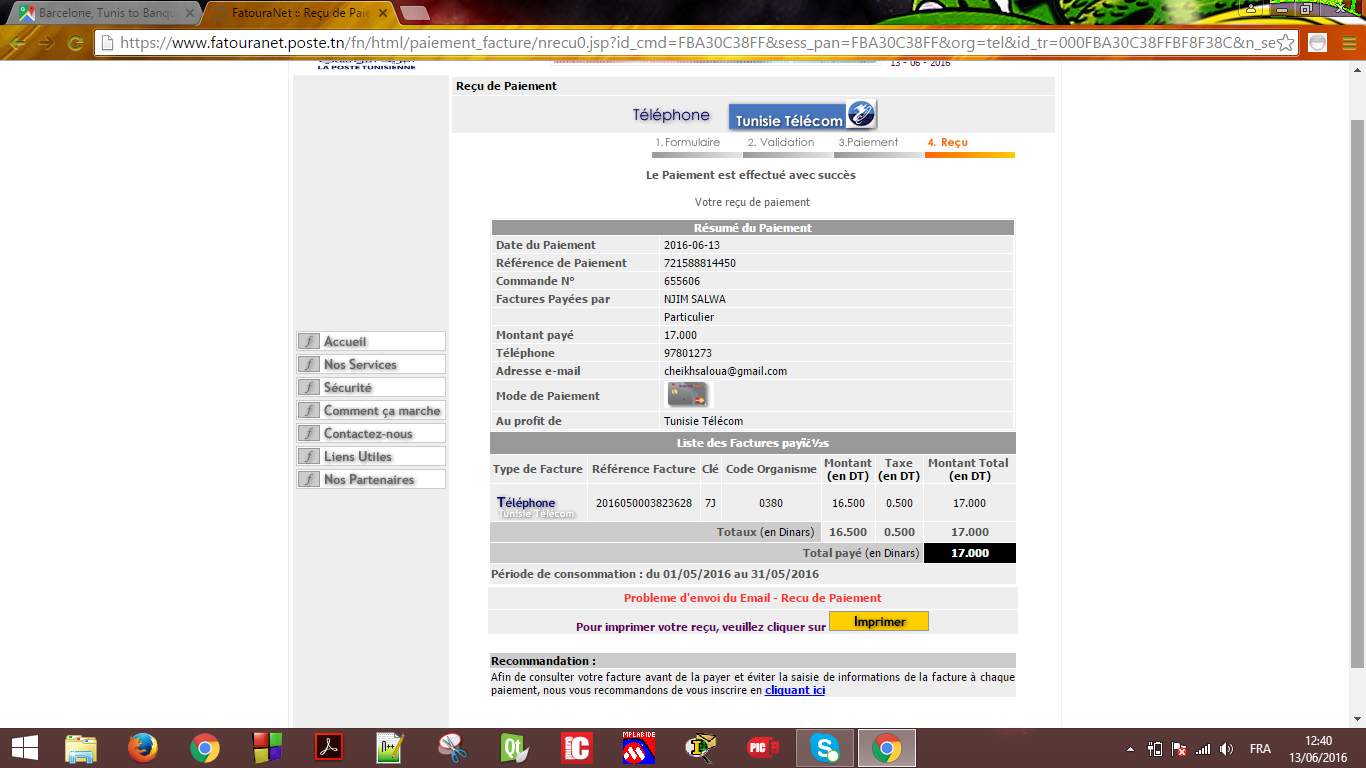 Barcelone, Tunis to Banqu
FatouraNet :: Reçu de Paie
https://www.fatouranet.poste.tn/fn/html/paiement_facture/nrecu0.jsp?id_cmd=FBA30C38FF&sess_pan=FBA30C38FF&org=tel&id_tr=000FBA30C38FFBF8F38C&n_se
LA POSTE TUNISIENNE
13 - 06 - 2016
Reçu de Paiement
Téléphone Tunisie Télécom
1. Formulaire 2. Validation 3.Paiement 4. Reçu
Le Paiement est effectué avec succès
Votre reçu de paiement
Résumé du Paiement
Date du Paiement 2016-06-13
Référence de Paiement 721588814450
Commande N° 655606
Factures Payées par NJIM SALWA
Particulier
Montant payé 17.000
Téléphone 97801273
Adresse e-mail cheikhsaloua@gmail.com
Mode de Paiement
Au profit de Tunisie Télécom
Liste des Factures payï¿½s
Type de Facture Référence Facture Clé Code Organisme Montant (en DT) Taxe (en DT) Montant Total (en DT)
Téléphone Tunisie Télécom 2016050003823628 7J 0380 16.500 0.500 17.000
Totaux (en Dinars) 16.500 0.500 17.000
Total payé (en Dinars) 17.000
Période de consommation : du 01/05/2016 au 31/05/2016
Probleme d'envoi du Email - Recu de Paiement
Pour imprimer votre reçu, veuillez cliquer sur Imprimer
Recommandation :
Afin de consulter votre facture avant de la payer et éviter la saisie de informations de la facture à chaque
paiement, nous vous recommandons de vous inscrire en cliquant ici
Accueil
Nos Services
Sécurité
Comment ça marche
Contactez-nous
Liens Utiles
Nos Partenaires
MPLAB IDE
PIC
FRA
12:40
13/06/2016